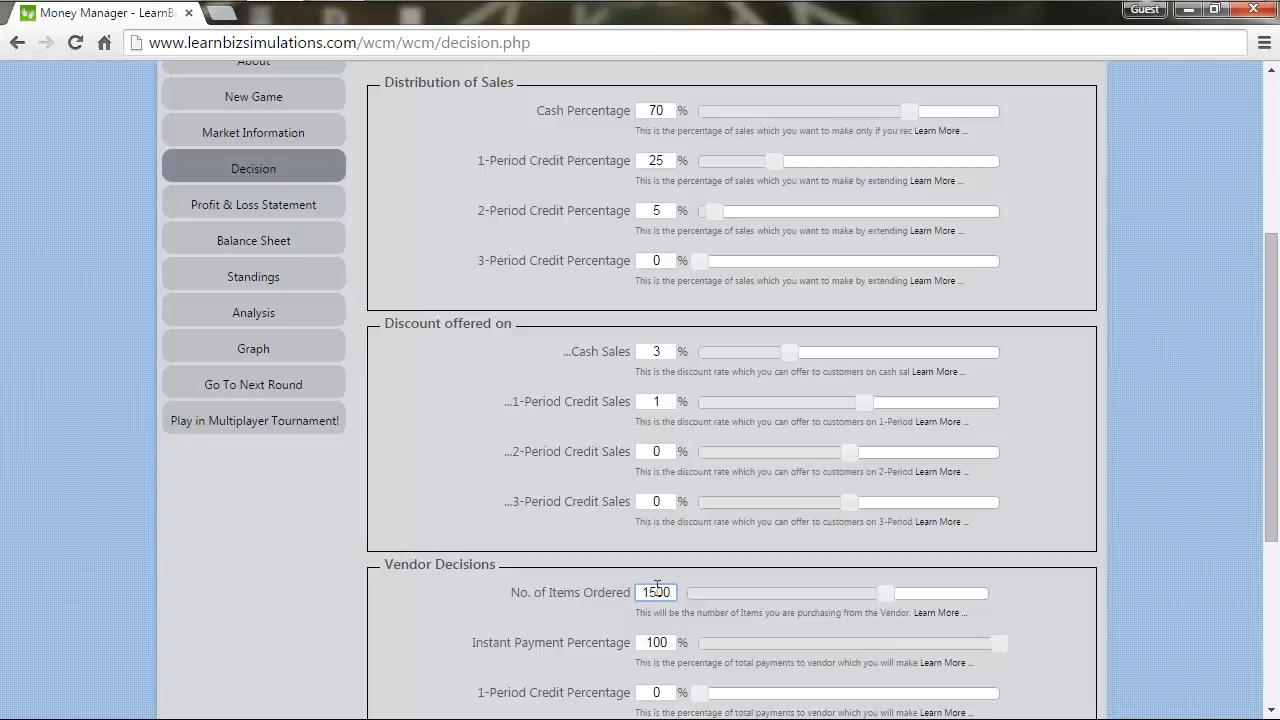 Money Manager - LearnBi
Guest
www.learnbizsimulations.com/wcm/wcm/decision.php
About
New Game
Market Information
Decision
Profit & Loss Statement
Balance Sheet
Standings
Analysis
Graph
Go To Next Round
Play in Multiplayer Tournament!
Distribution of Sales
Cash Percentage 70 %
This is the percentage of sales which you want to make only if you rec Learn More ...
1-Period Credit Percentage 25 %
This is the percentage of sales which you want to make by extending Learn More ...
2-Period Credit Percentage 5 %
This is the percentage of sales which you want to make by extending Learn More ...
3-Period Credit Percentage 0 %
This is the percentage of sales which you want to make by extending Learn More ...
Discount offered on
...Cash Sales 3 %
This is the discount rate which you can offer to customers on cash sal Learn More ...
...1-Period Credit Sales 1 %
This is the discount rate which you can offer to customers on 1-Period Learn More ...
...2-Period Credit Sales 0 %
This is the discount rate which you can offer to customers on 2-Period Learn More ...
...3-Period Credit Sales 0 %
This is the discount rate which you can offer to customers on 3-Period Learn More ...
Vendor Decisions
No. of Items Ordered 1500
This will be the number of Items you are purchasing from the Vendor. Learn More ...
Instant Payment Percentage 100 %
This is the percentage of total payments to vendor which you will make Learn More ...
1-Period Credit Percentage 0 %
This is the percentage of total payments to vendor which you will make Learn More ...